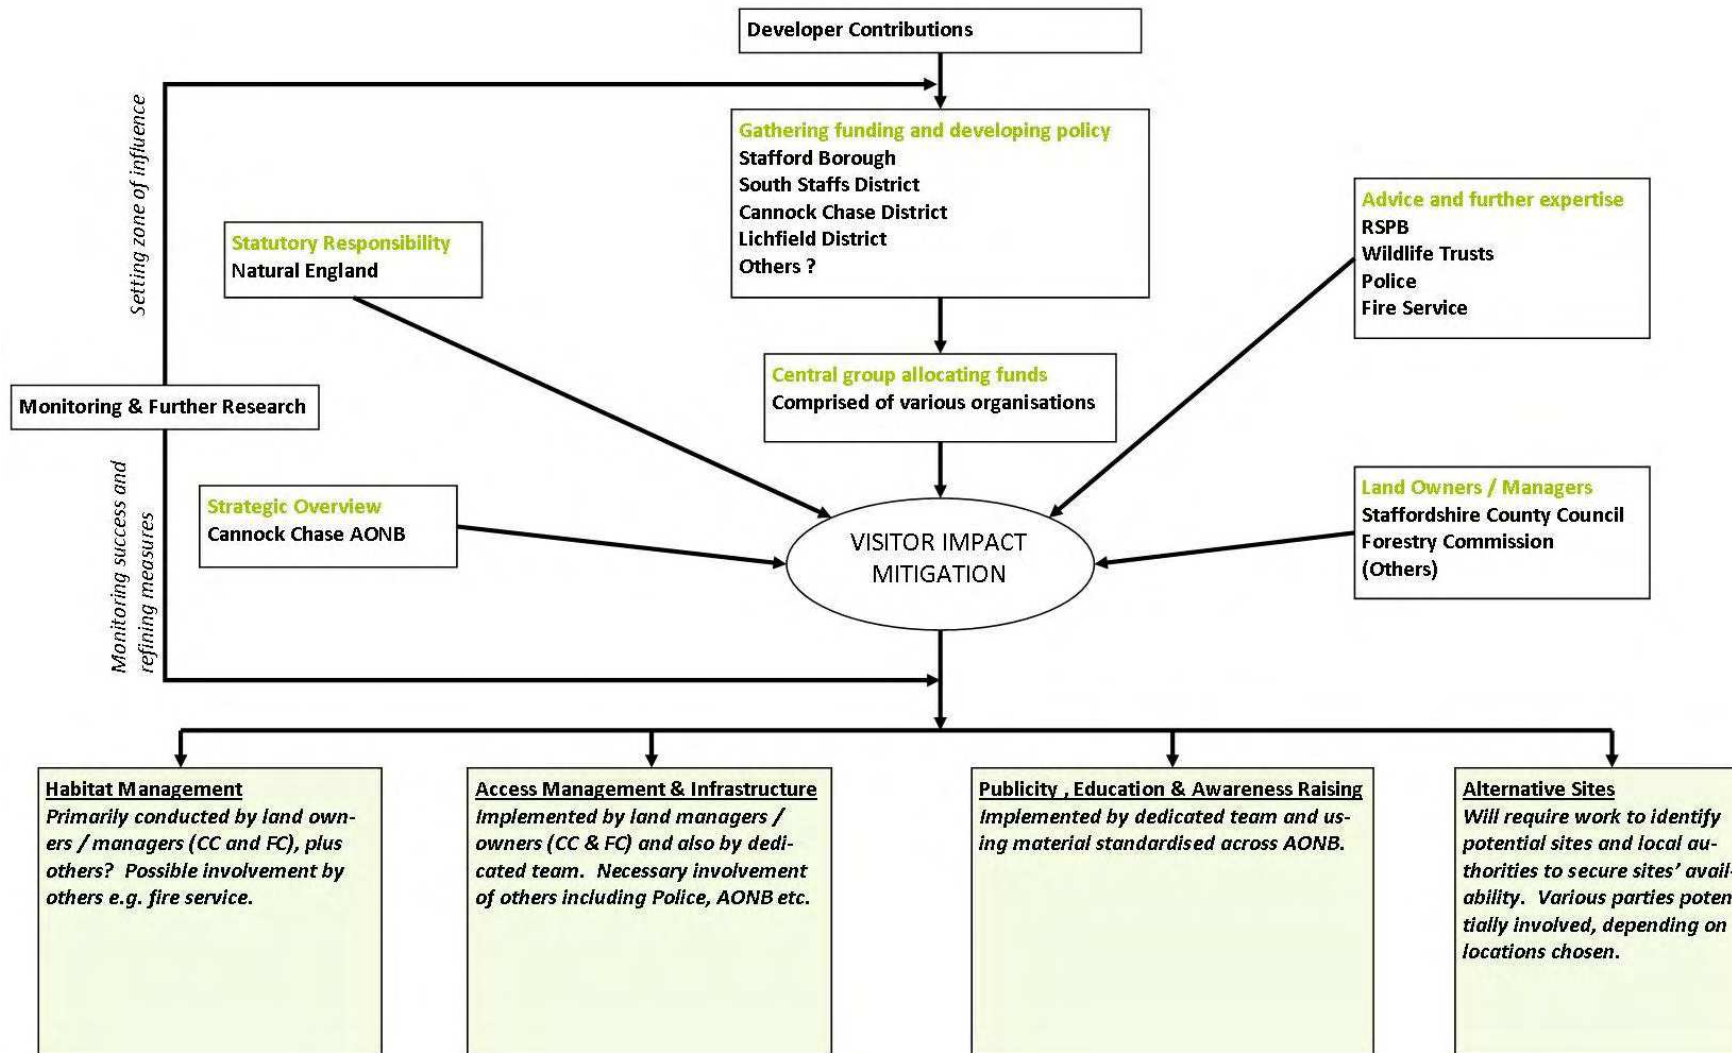 Developer Contributions
Setting zone of influence
Gathering funding and developing policy
Stafford Borough
South Staffs District
Cannock Chase District
Lichfield District
Others ?
Statutory Responsibility
Natural England
Advice and further expertise
RSPB
Wildlife Trusts
Police
Fire Service
Central group allocating funds
Comprised of various organisations
Monitoring & Further Research
Monitoring success and
refining measures
Strategic Overview
Cannock Chase AONB
VISITOR IMPACT
MITIGATION
Land Owners / Managers
Staffordshire County Council
Forestry Commission
(Others)
Habitat Management
Primarily conducted by land own-
ers / managers (CC and FC), plus
others? Possible involvement by
others e.g. fire service.
Access Management & Infrastructure
Implemented by land managers /
owners (CC & FC) and also by dedi-
cated team. Necessary involvement
of others including Police, AONB etc.
Publicity , Education & Awareness Raising
Implemented by dedicated team and us-
ing material standardised across AONB.
Alternative Sites
Will require work to identify
potential sites and local au-
thorities to secure sites' avail-
ability. Various parties poten-
tially involved, depending on
locations chosen.